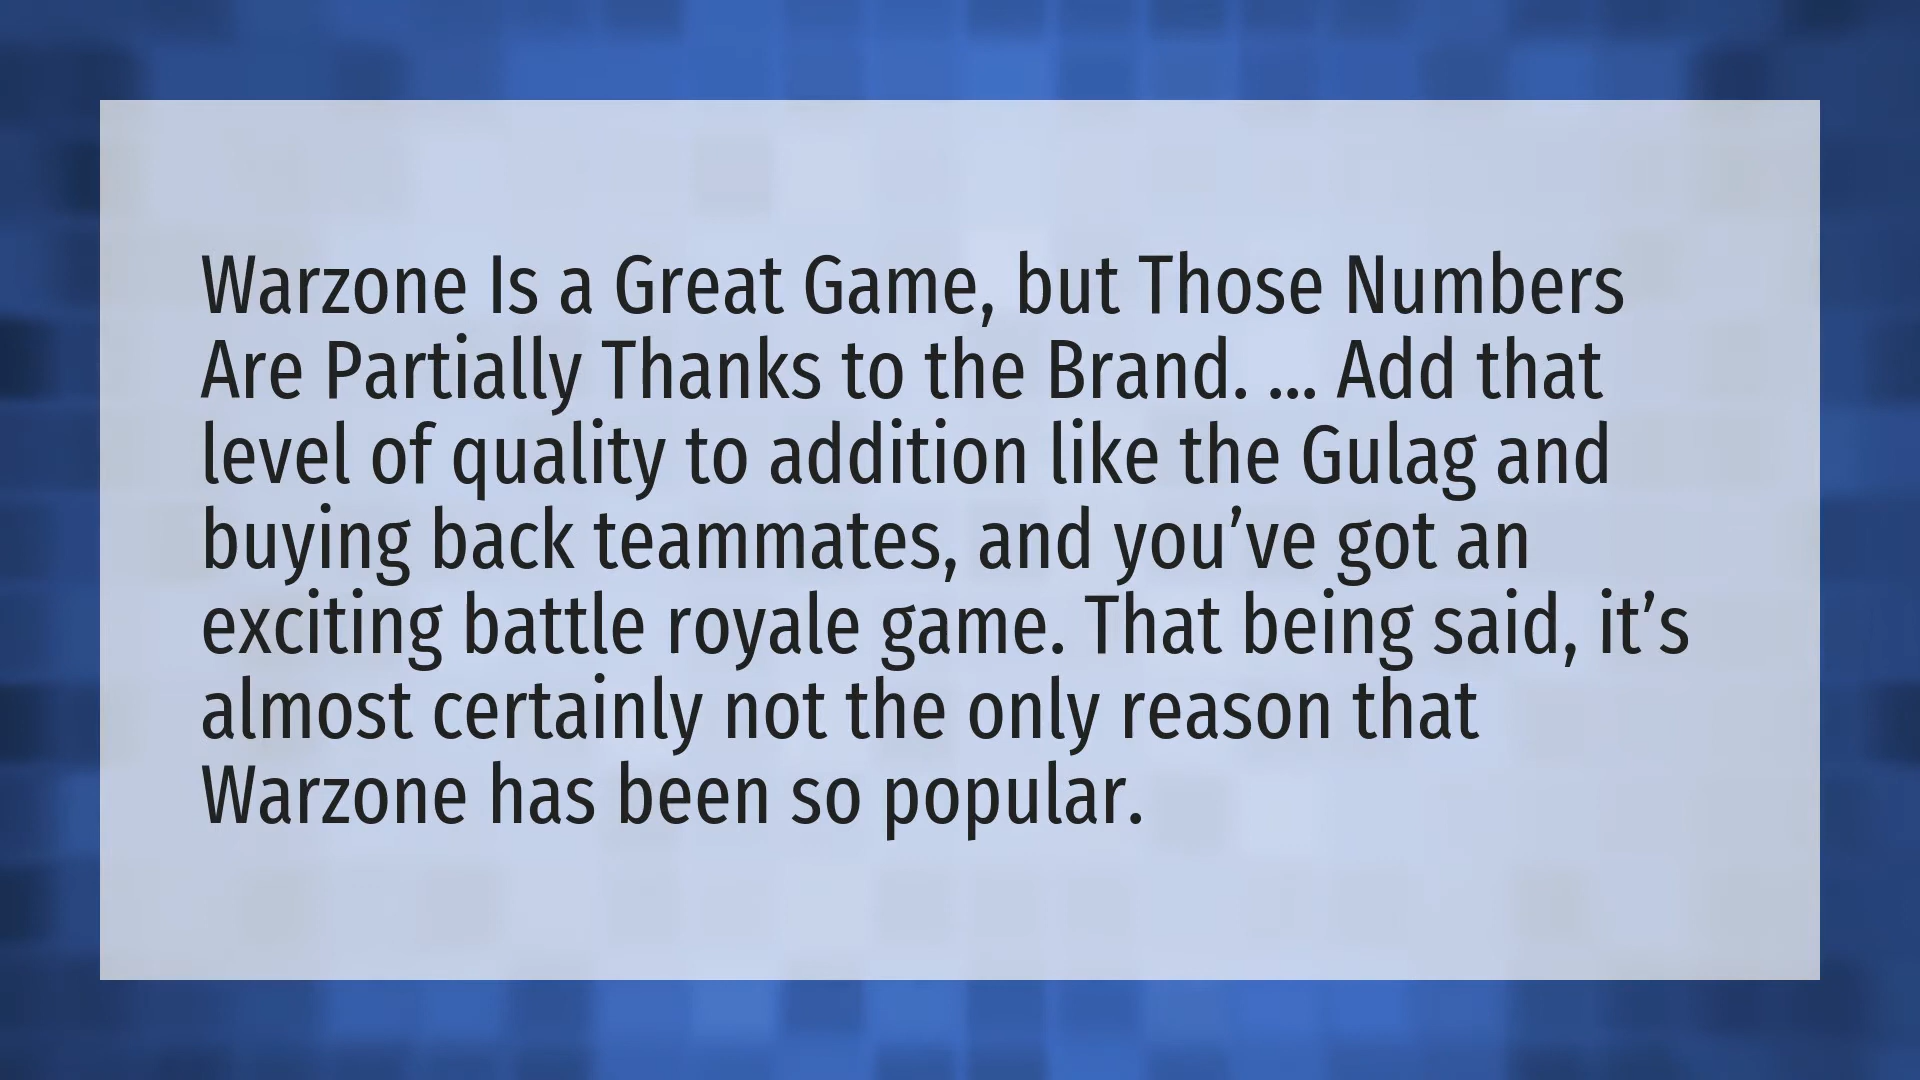 Warzone Is a Great Game, but Those Numbers
Are Partially Thanks to the Brand. ... Add that
level of quality to addition like the Gulag and
buying back teammates, and you’ve got an
exciting battle royale game. That being said, it’s
almost certainly not the only reason that
Warzone has been so popular.